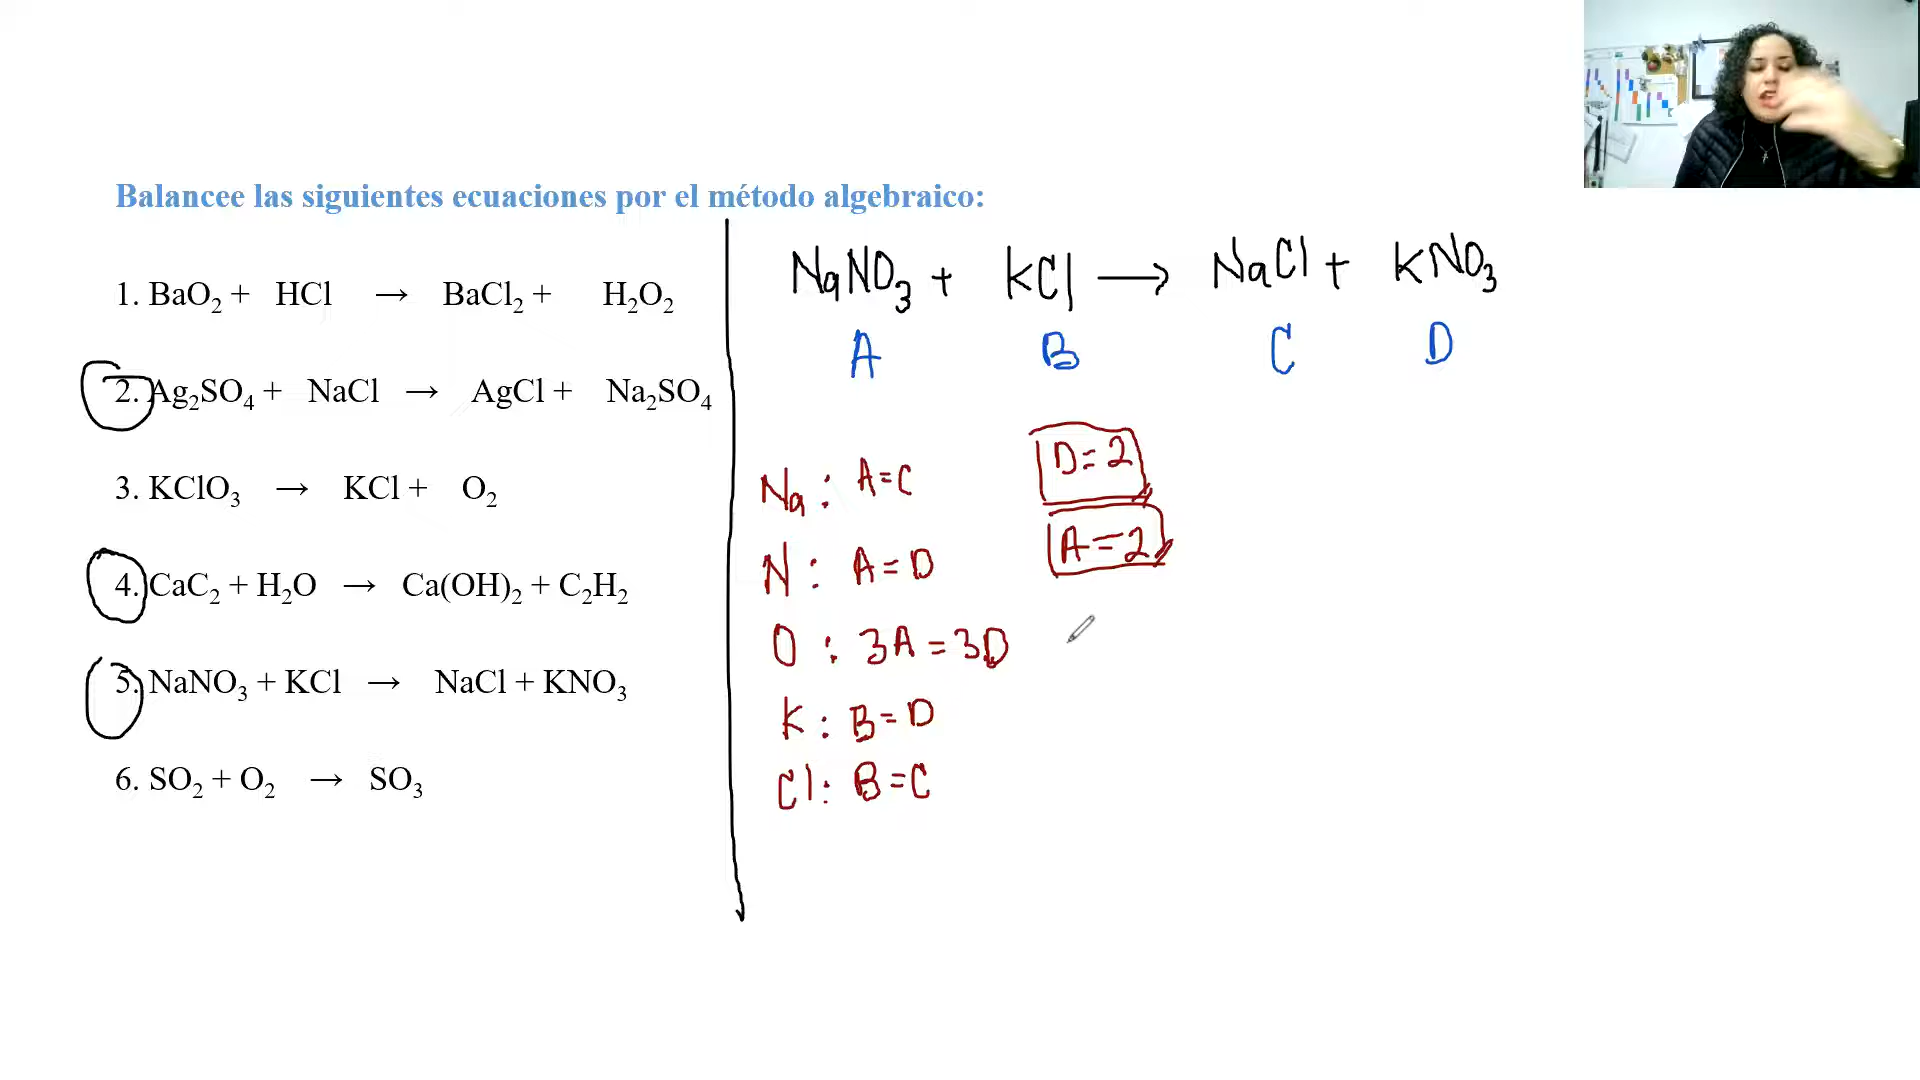 Balancee las siguientes ecuaciones por el método algebraico:
1. BaO₂ + HCl → BaCl₂ + H₂O₂
2. Ag₂SO₄ + NaCl → AgCl + Na₂SO₄
3. KClO₃ → KCl + O₂
4. CaC₂ + H₂O → Ca(OH)₂ + C₂H₂
5. NaNO₃ + KCl → NaCl + KNO₃
6. SO₂ + O₂ → SO₃
NaNO₃ + KCl → NaCl + KNO₃
A B C D
Na : A=C
N : A=D
O : 3A=3D
K : B=D
Cl : B=C
D=2
A=2